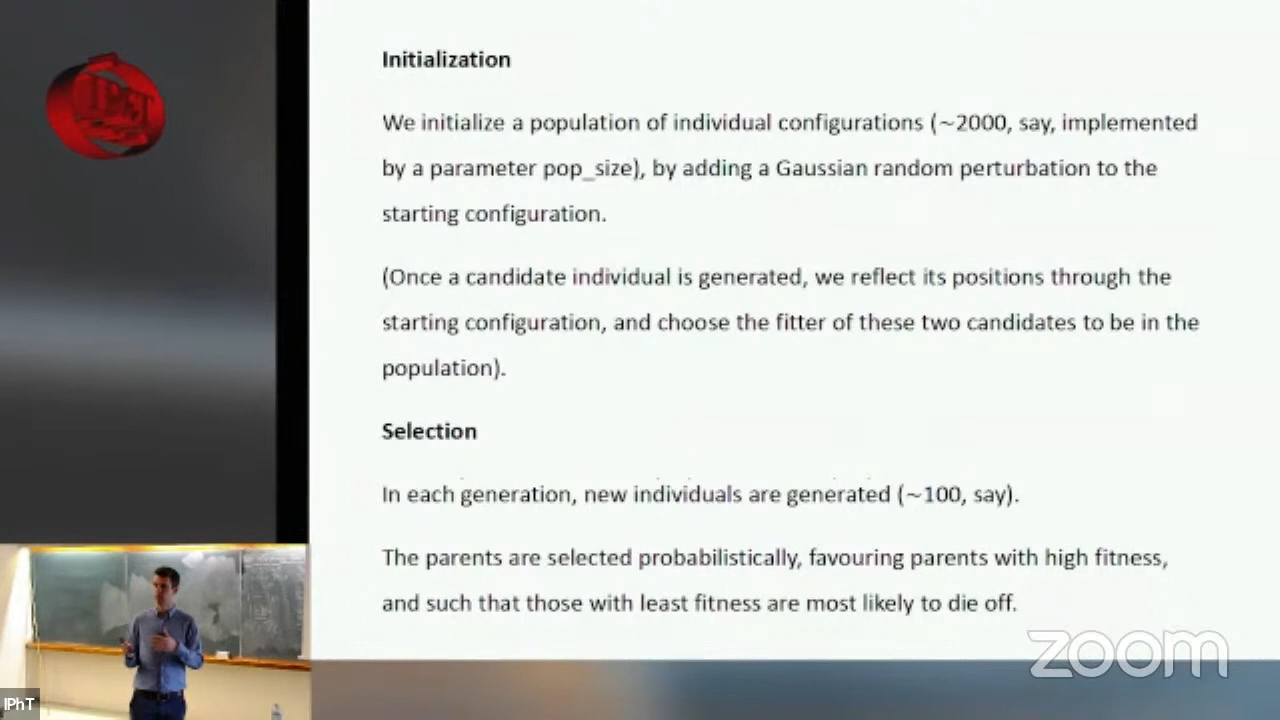 IPhT
Initialization
We initialize a population of individual configurations (~2000, say, implemented
by a parameter pop_size), by adding a Gaussian random perturbation to the
starting configuration.
(Once a candidate individual is generated, we reflect its positions through the
starting configuration, and choose the fitter of these two candidates to be in the
population).
Selection
In each generation, new individuals are generated (~100, say).
The parents are selected probabilistically, favouring parents with high fitness,
and such that those with least fitness are most likely to die off.
zoom
IPhT